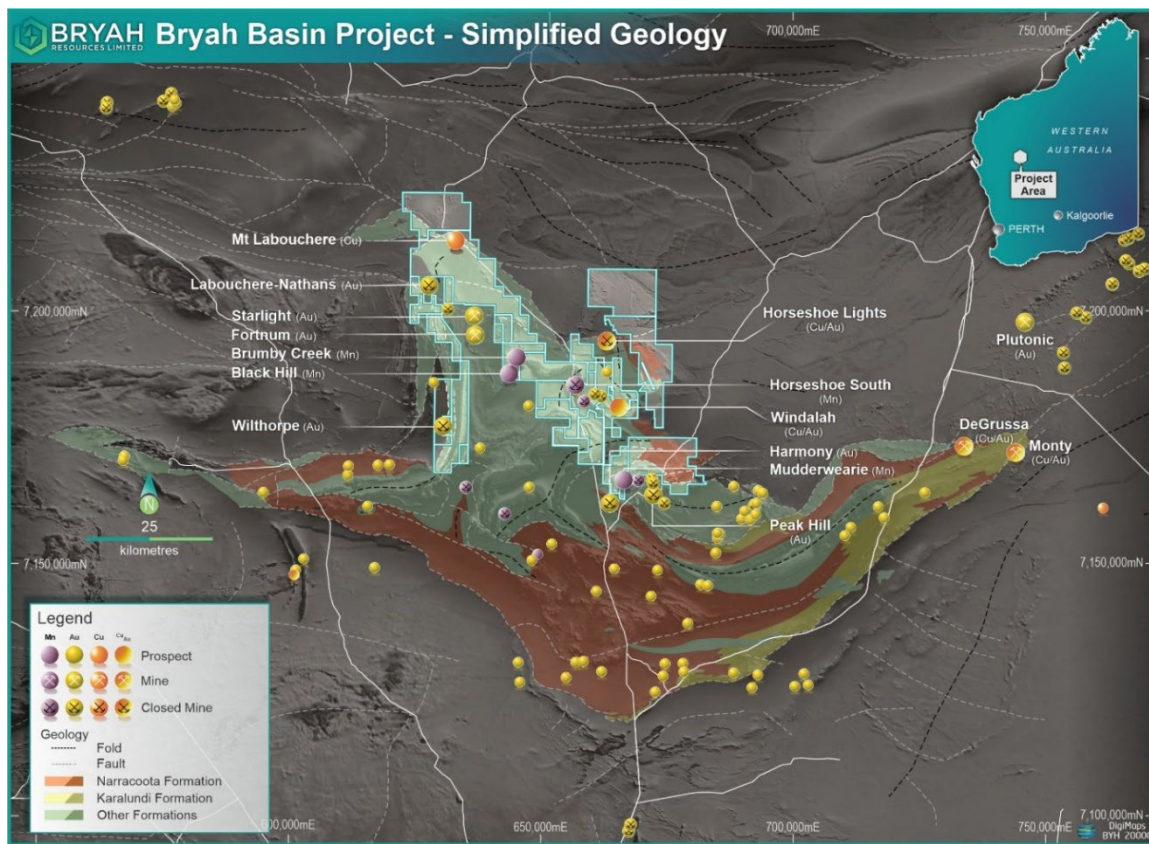 BRYAH
RESOURCES LIMITED
Bryah Basin Project - Simplified Geology
700,000mE
750,000mE
WESTERN
AUSTRALIA
Project
Area
Kalgoorlie
PERTH
Mt Labouchere (Cu)
Labouchere-Nathans (Au)
7,200,000mN
7,200,000mN
Starlight (Au)
Fortnum (Au)
Brumby Creek (Mn)
Black Hill (Mn)
Wilthorpe (Au)
Horseshoe Lights
(Cu/Au)
Plutonic
(Au)
Horseshoe South
(Mn)
Windalah
(Cu/Au)
Harmony (Au)
Mudderwearie (Mn)
DeGrussa
(Cu/Au)
Monty
(Cu/Au)
Peak Hill
(Au)
N
25
kilometres
7,150,000mN
7,150,000mN
Legend
Mn Au Cu Cu Au
Prospect
Mine
Closed Mine
Geology
Fold
Fault
Narracoota Formation
Karalundi Formation
Other Formations
7,100,000mN
600,000mE
650,000mE
700,000mE
750,000mE
DigiMaps